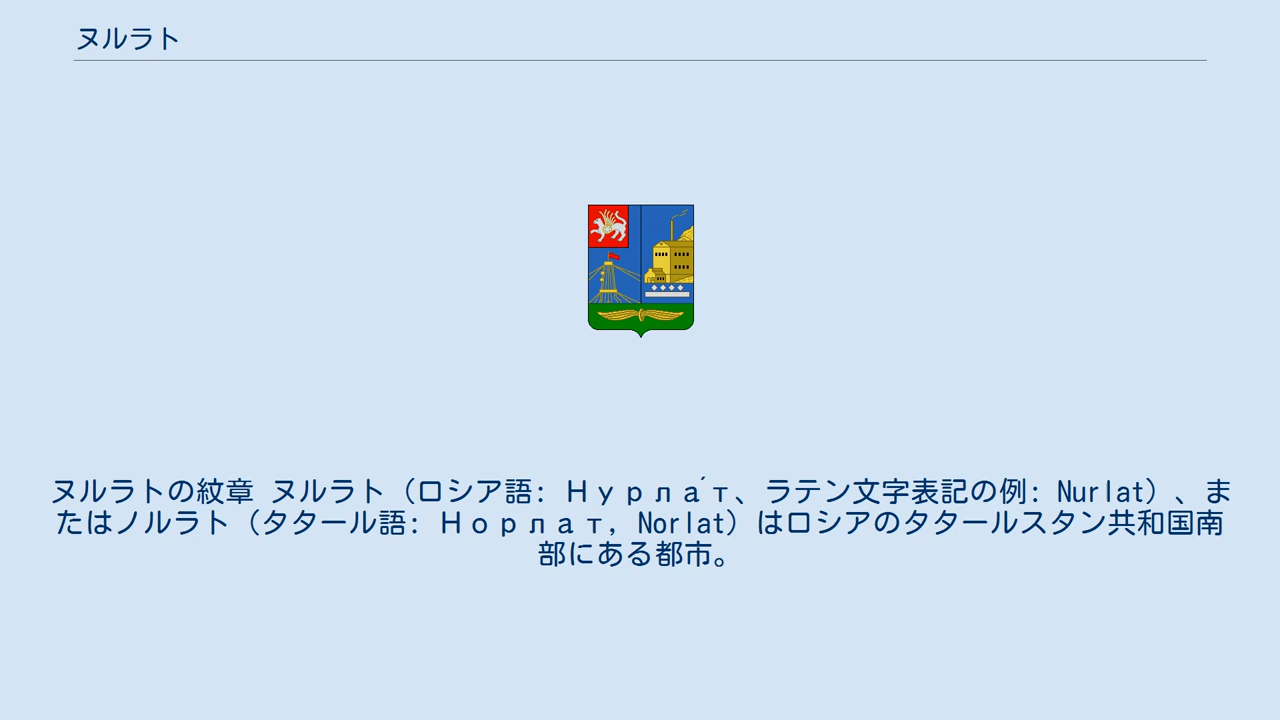 ヌルラト
ヌルラトの紋章 ヌルラト（ロシア語: Нурла́т、ラテン文字表記の例: Nurlat）、ま
たはノルラト（タタール語: Норлат, Norlat）はロシアのタタールスタン共和国南
部にある都市。